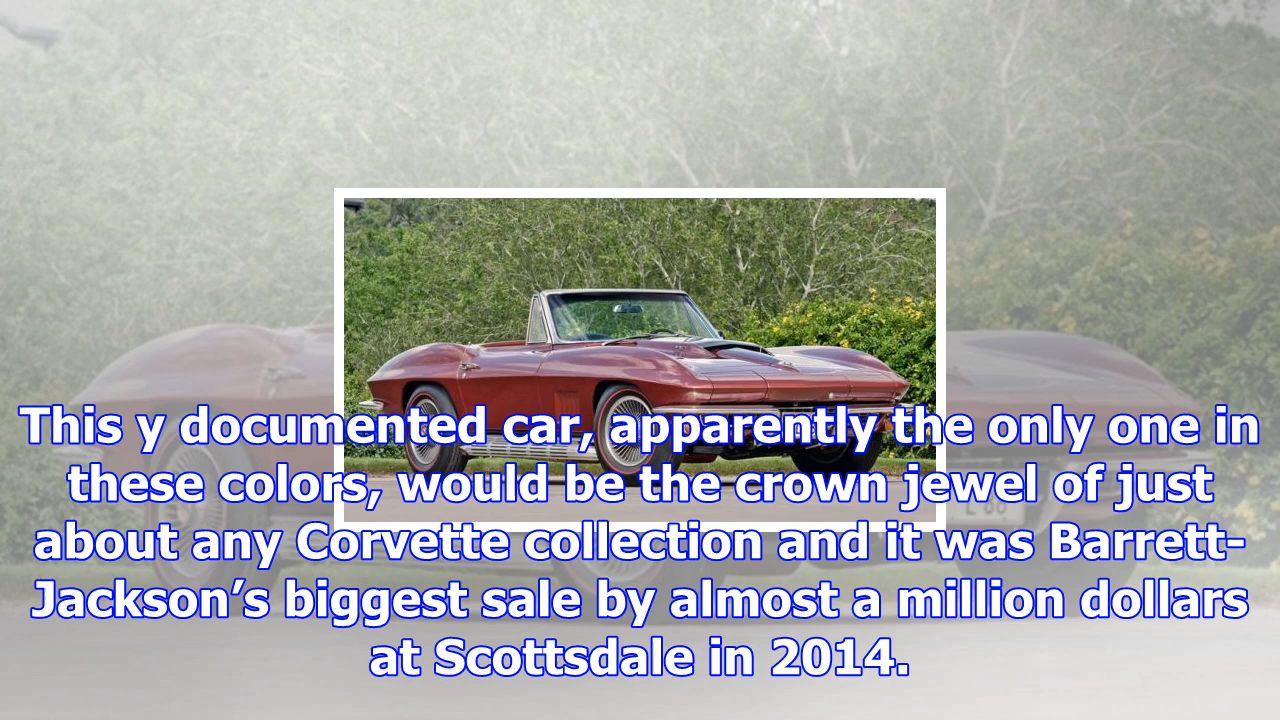 This y documented car, apparently the only one in
these colors, would be the crown jewel of just
about any Corvette collection and it was Barrett-
Jackson’s biggest sale by almost a million dollars
at Scottsdale in 2014.